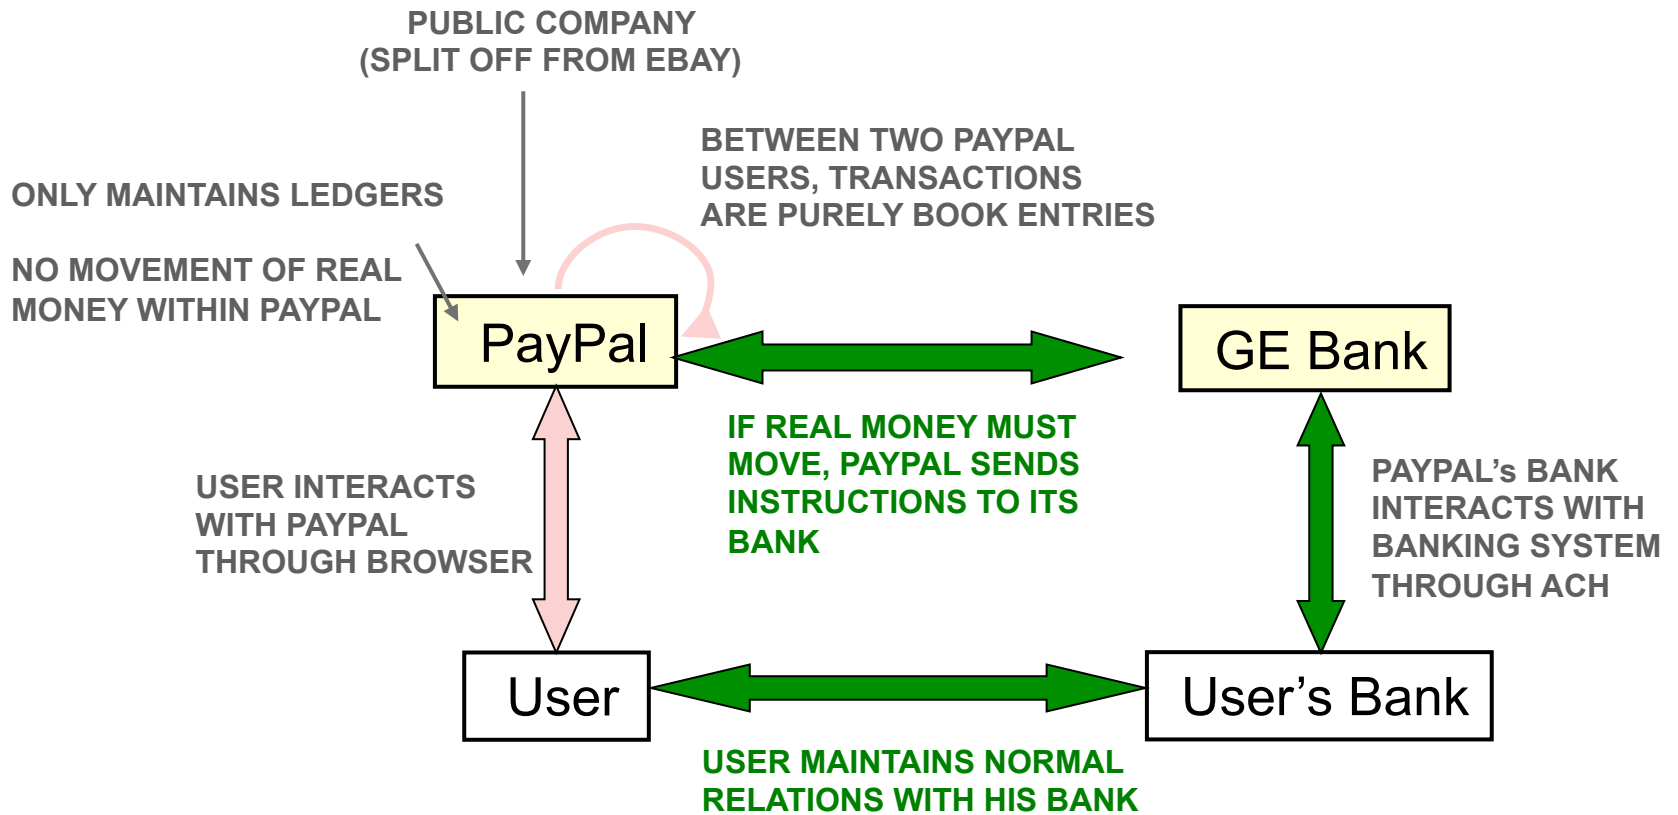 PUBLIC COMPANY
(SPLIT OFF FROM EBAY)
BETWEEN TWO PAYPAL
USERS, TRANSACTIONS
ARE PURELY BOOK ENTRIES
ONLY MAINTAINS LEDGERS
NO MOVEMENT OF REAL
MONEY WITHIN PAYPAL
PayPal
GE Bank
IF REAL MONEY MUST
MOVE, PAYPAL SENDS
INSTRUCTIONS TO ITS
BANK
USER INTERACTS
WITH PAYPAL
THROUGH BROWSER
PAYPAL’s BANK
INTERACTS WITH
BANKING SYSTEM
THROUGH ACH
User
User’s Bank
USER MAINTAINS NORMAL
RELATIONS WITH HIS BANK